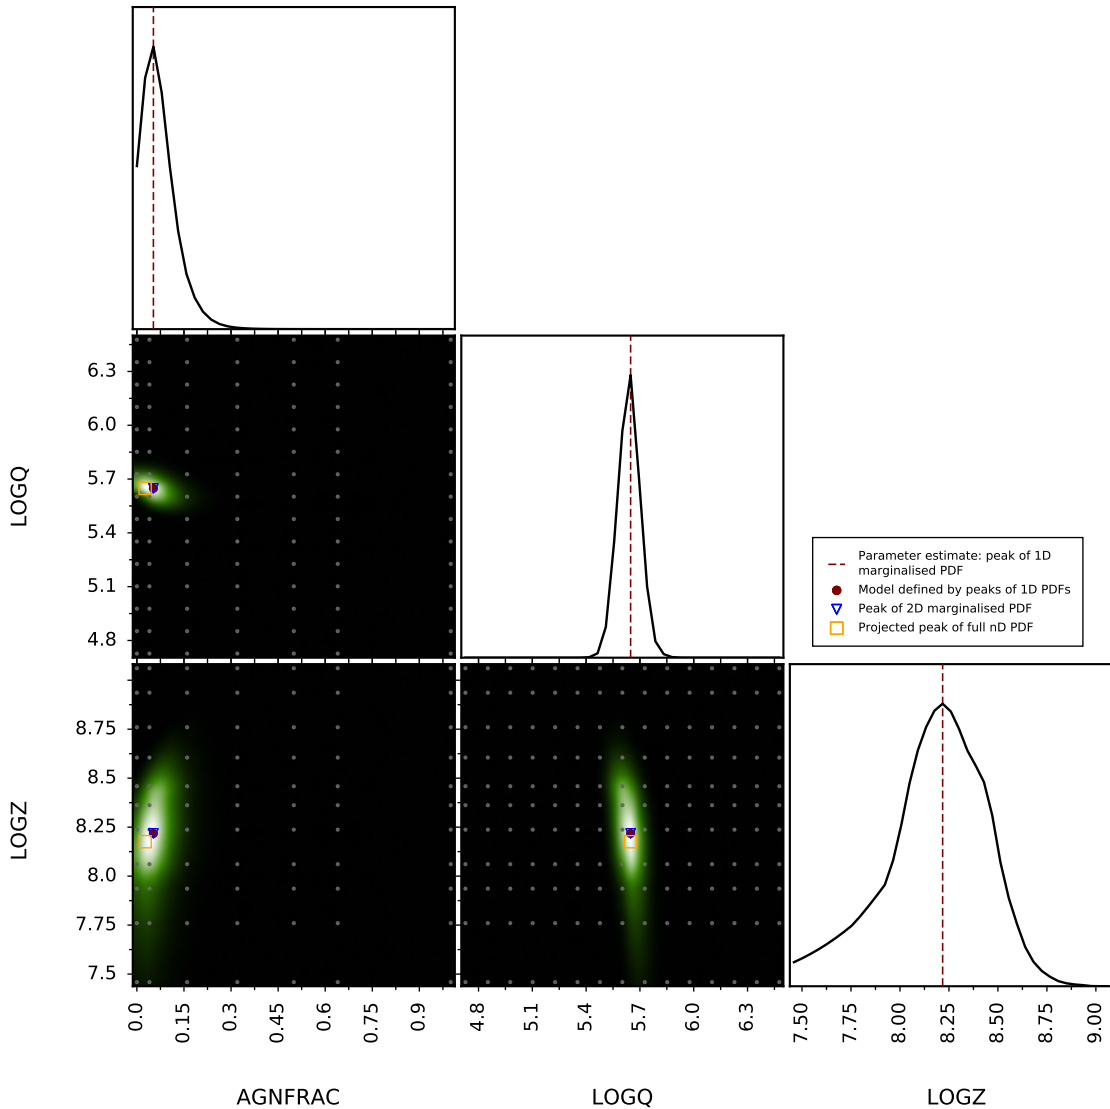 LOGQ
6.3
6.0
5.7
5.4
5.1
4.8
Parameter estimate: peak of 1D
marginalised PDF
Model defined by peaks of 1D PDFs
Peak of 2D marginalised PDF
Projected peak of full nD PDF
LOGZ
8.75
8.5
8.25
8.0
7.75
7.5
0.0 0.15 0.3 0.45 0.6 0.75 0.9
4.8 5.1 5.4 5.7 6.0 6.3
7.50 7.75 8.00 8.25 8.50 8.75 9.00
AGNFRAC
LOGQ
LOGZ